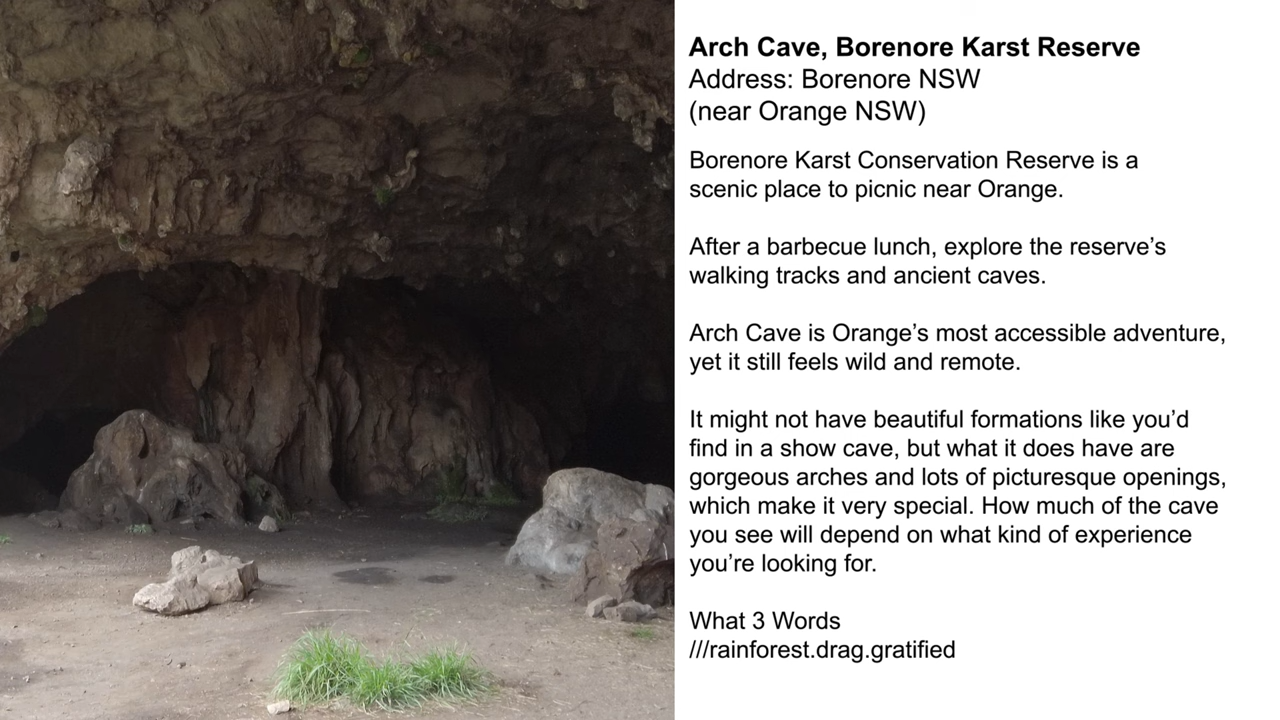 Arch Cave, Borenore Karst Reserve
Address: Borenore NSW
(near Orange NSW)
Borenore Karst Conservation Reserve is a
scenic place to picnic near Orange.
After a barbecue lunch, explore the reserve’s
walking tracks and ancient caves.
Arch Cave is Orange’s most accessible adventure,
yet it still feels wild and remote.
It might not have beautiful formations like you’d
find in a show cave, but what it does have are
gorgeous arches and lots of picturesque openings,
which make it very special. How much of the cave
you see will depend on what kind of experience
you’re looking for.
What 3 Words
///rainforest.drag.gratified